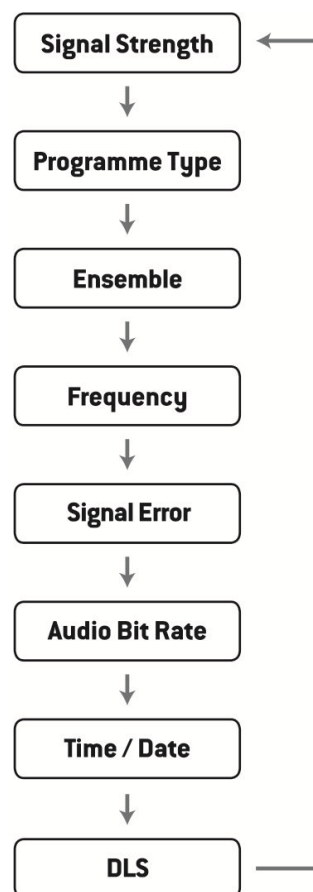 Signal Strength
Programme Type
Ensemble
Frequency
Signal Error
Audio Bit Rate
Time / Date
DLS